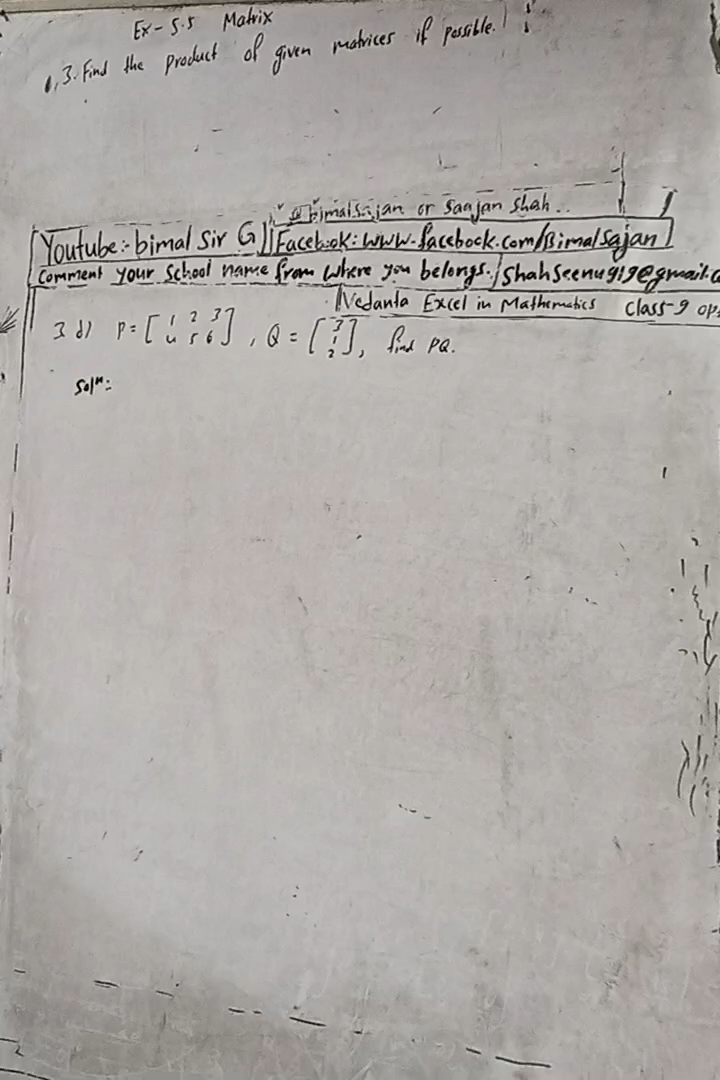 Ex - 5.5 Matrix
3. Find the product of given matrices if possible.
@bimalsajan or Saajan Shah..
Youtube:- bimal Sir G
Facebook: www.facebook.com/Bimalsajan
Comment your School name from where you belongs.
Shahseenu919@gmail.c
Vedanta Excel in Mathematics Class-9 op
3 d) P = [ 1 2 3
4 5 6 ] , Q = [ 3
1
2 ], find PQ.
Solⁿ: